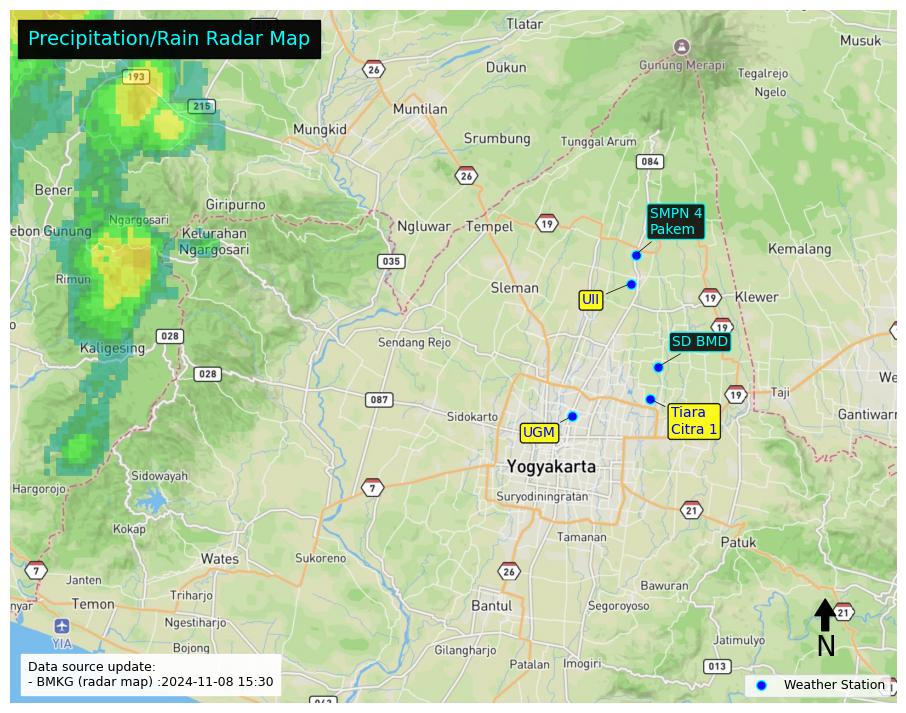 Precipitation/Rain Radar Map
Tlatar
Musuk
26
Dukun
Gunung Merapi
193
Tegalrejo
Ngelo
215
Muntilan
Mungkid
Srumbung
Tunggal Arum
084
26
Bener
Giripurno
SMPN 4
Pakem
Ngargosari
Ngluwar
Tempel
19
ebon Gunung
Kelurahan
Ngargosari
Kemalang
035
Rimun
Sleman
UII
19
Klewer
19
028
Sendang Rejo
SD BMD
Kaligesing
028
We
087
19
Taji
Sidokarto
Tiara
Citra 1
Gantiwarn
UGM
Yogyakarta
Sidowayah
Hargorojo
7
Suryodiningratan
21
Kokap
Tamanan
Patuk
Wates
Sukoreno
7
26
Janten
Bawuran
Triharjo
nyar
Temon
Bantul
Segoroyoso
21
Ngestiharjo
YIA
Jatimulyo
N
Bojong
Gilangharjo
Patalan
Imogiri
013
Data source update:
- BMKG (radar map) :2024-11-08 15:30
Weather Station